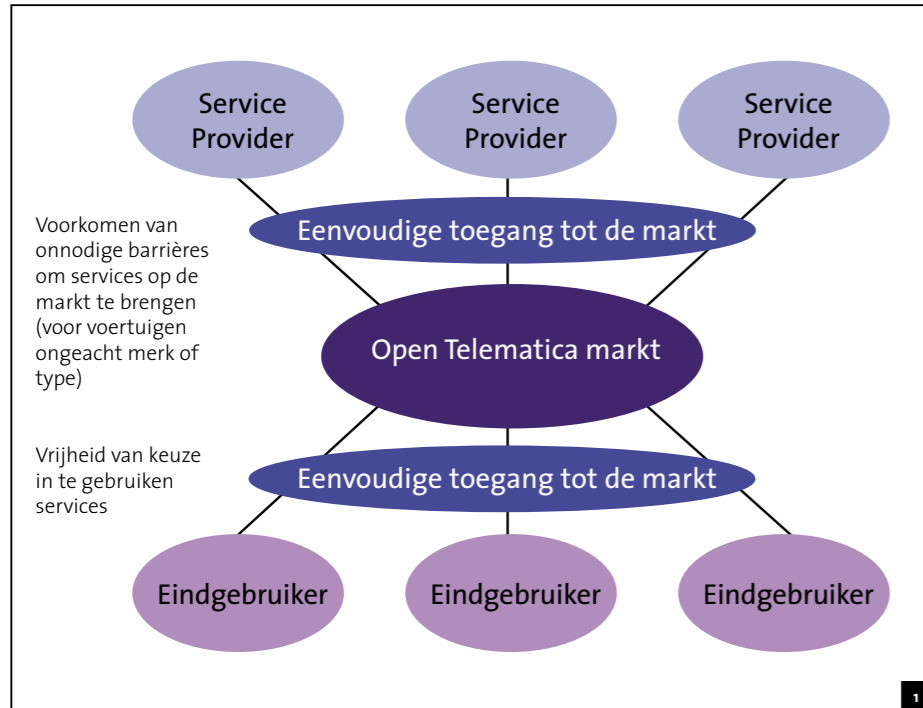 Service
Provider
Service
Provider
Service
Provider
Eenvoudige toegang tot de markt
Voorkomen van
onnodige barrières
om services op de
markt te brengen
(voor voertuigen
ongeacht merk of
type)
Open Telematica markt
Vrijheid van keuze
in te gebruiken
services
Eenvoudige toegang tot de markt
Eindgebruiker
Eindgebruiker
Eindgebruiker
1